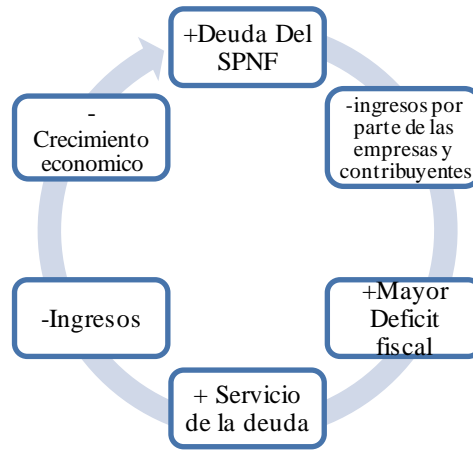 +Deuda Del
SPNF
-ingresos por
parte de las
empresas y
contribuyentes
+Mayor
Deficit
fiscal
+ Servicio
de la deuda
-Ingresos
-
Crecimiento
economico